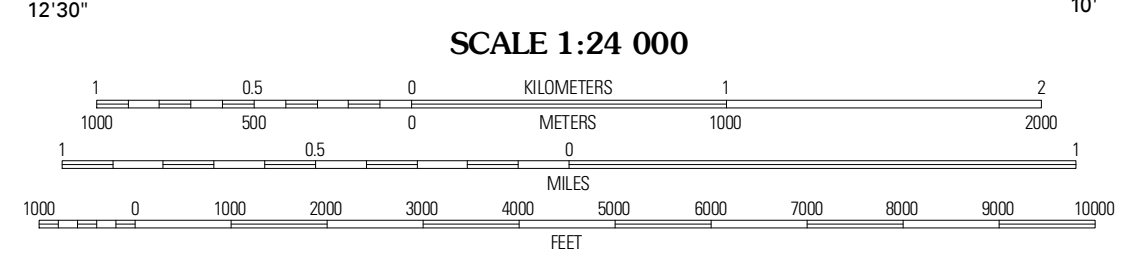 12'30" 10'
SCALE 1:24 000
1 0.5 0 KILOMETERS 1 2
1000 500 0 METERS 1000 2000
1 0.5 0 1
MILES
1000 0 1000 2000 3000 4000 5000 6000 7000 8000 9000 10000
FEET